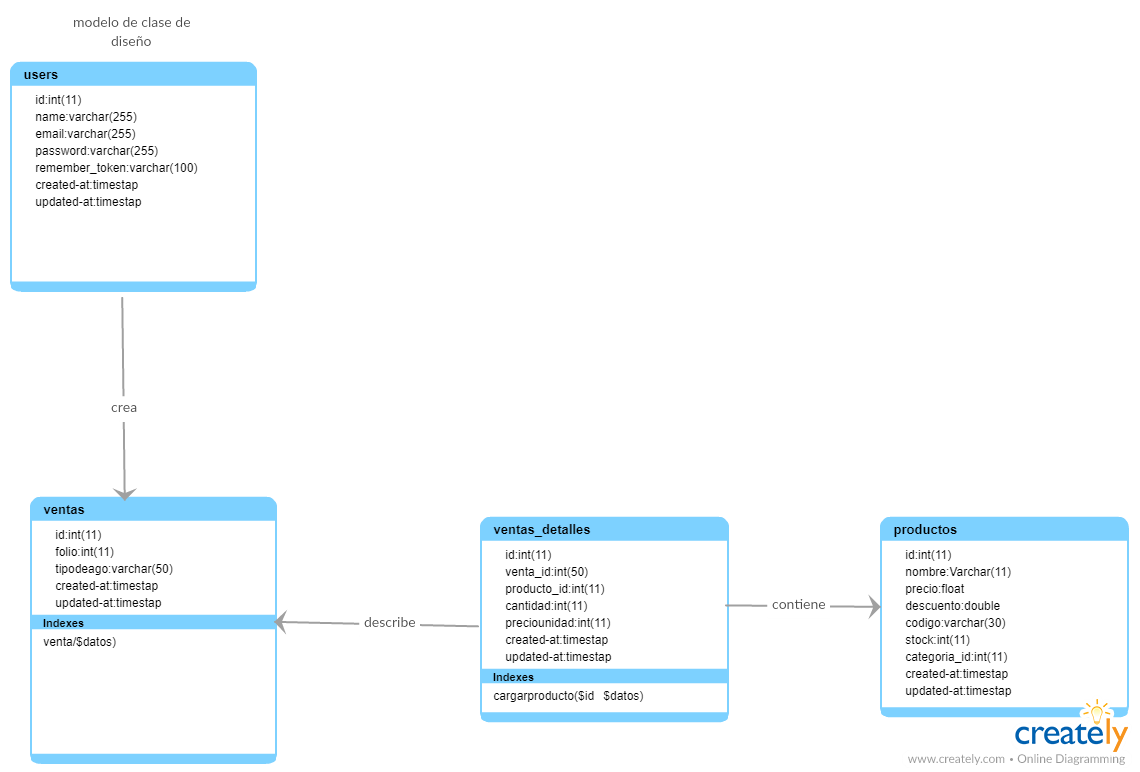 modelo de clase de
diseño
users
id:int(11)
name:varchar(255)
email:varchar(255)
password:varchar(255)
remember_token:varchar(100)
created-at:timestap
updated-at:timestap
crea
ventas
id:int(11)
folio:int(11)
tipodeago:varchar(50)
created-at:timestap
updated-at:timestap
Indexes
venta/$datos)
describe
ventas_detalles
id:int(11)
venta_id:int(50)
producto_id:int(11)
cantidad:int(11)
preciounidad:int(11)
created-at:timestap
updated-at:timestap
Indexes
cargarproducto($id $datos)
contiene
productos
id:int(11)
nombre:Varchar(11)
precio:float
descuento:double
codigo:varchar(30)
stock:int(11)
categoria_id:int(11)
created-at:timestap
updated-at:timestap
creately
www.creately.com • Online Diagramming